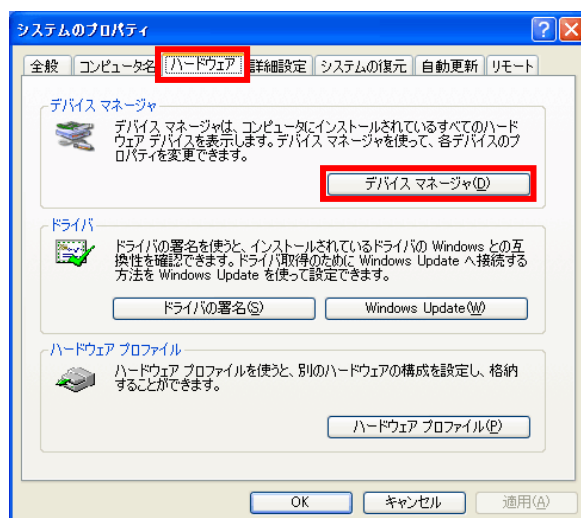 システムのプロパティ
全般 コンピュータ名 ハードウェア 詳細設定 システムの復元 自動更新 リモート
デバイス マネージャ
デバイス マネージャは、コンピュータにインストールされているすべてのハード
ウェア デバイスを表示します。デバイス マネージャを使って、各デバイスのプ
ロパティを変更できます。
デバイス マネージャ(D)
ドライバ
ドライバの署名を使うと、インストールされているドライバの Windows との互
換性を確認できます。ドライバ取得のために Windows Update へ接続する
方法を Windows Update を使って設定できます。
ドライバの署名(S) Windows Update(W)
ハードウェア プロファイル
ハードウェア プロファイルを使うと、別のハードウェアの構成を設定し、格納
することができます。
ハードウェア プロファイル(P)
OK キャンセル 適用(A)